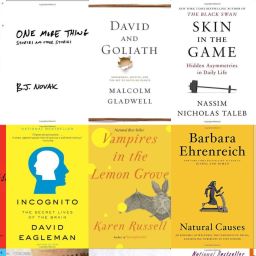 ONE MORE THING
STORIES AND OTHER STORIES
B.J. NOVAK
DAVID
AND
GOLIATH
MALCOLM
GLADWELL
THE BLACK SWAN
SKIN
IN THE
GAME
Hidden Asymmetries
in Daily Life
NASSIM
NICHOLAS TALEB
NATIONAL BESTSELLER
INCOGNITO
THE SECRET LIVES
OF THE BRAIN
DAVID
EAGLEMAN
National Best Seller
Vampires
in the
Lemon Grove
Karen Russell
Barbara
Ehrenreich
Natural Causes
National Bestseller